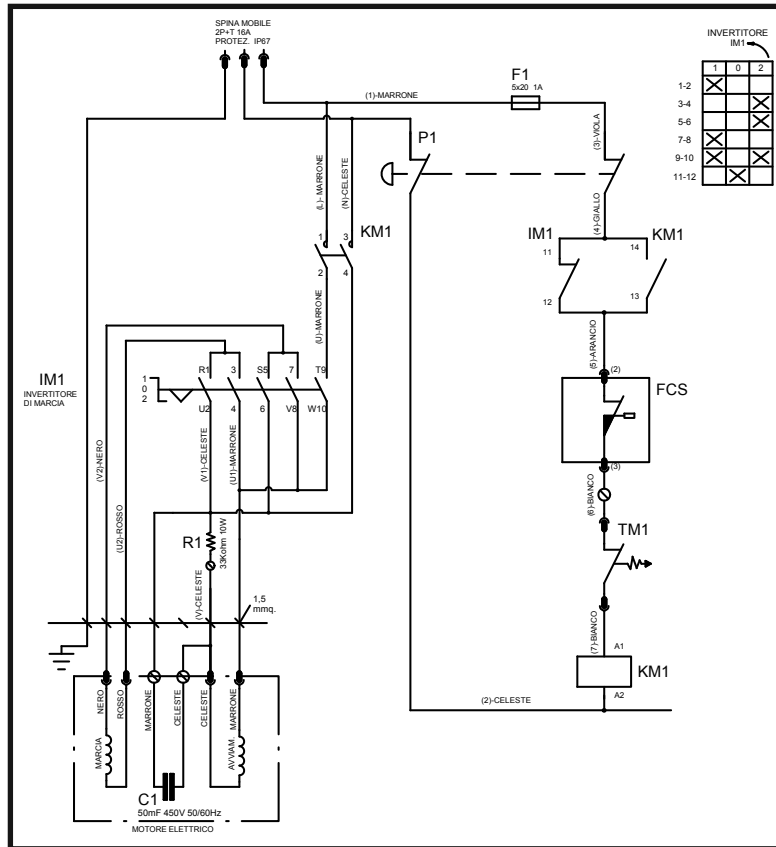 SPINA MOBILE
2P+T 16A
PROTEZ. IP67
INVERTITORE
IM1
1 0 2
1-2
3-4
5-6
7-8
9-10
11-12
F1
5x20 1A
(1)-MARRONE
(3)-VIOLA
P1
(L)- MARRONE
(N)-CELESTE
(4)-GIALLO
1 3
KM1
2 4
(U)-MARRONE
IM1
11
12
14
KM1
13
(5)-ARANCIO
(2)
FCS
(3)
(6)-BIANCO
TM1
(7)-BIANCO
A1
KM1
A2
(2)-CELESTE
IM1
INVERTITORE
DI MARCIA
1
0
2
R1 3 S5 7 T9
U2 4 6 V8 W10
(V2)-NERO
(U2)-ROSSO
(V1)-CELESTE
(U1)-MARRONE
R1
33Kohm 10W
(V)-CELESTE
1,5
mmq.
NERO
ROSSO
MARRONE
CELESTE
CELESTE
MARRONE
MARCIA
AVVIAM.
C1
50mF 450V 50/60Hz
MOTORE ELETTRICO